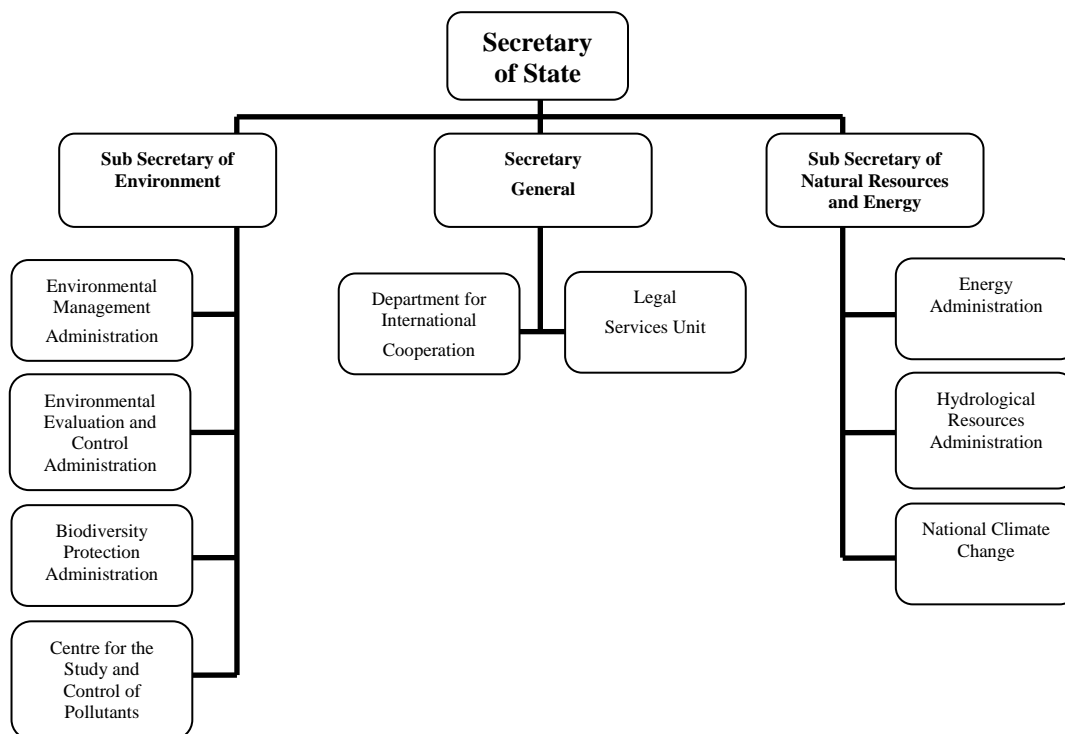 Secretary
of State
Sub Secretary of
Environment
Secretary
General
Sub Secretary of
Natural Resources
and Energy
Environmental
Management
Administration
Department for
International
Cooperation
Legal
Services Unit
Energy
Administration
Environmental
Evaluation and
Control
Administration
Hydrological
Resources
Administration
Biodiversity
Protection
Administration
National Climate
Change
Centre for the
Study and
Control of
Pollutants